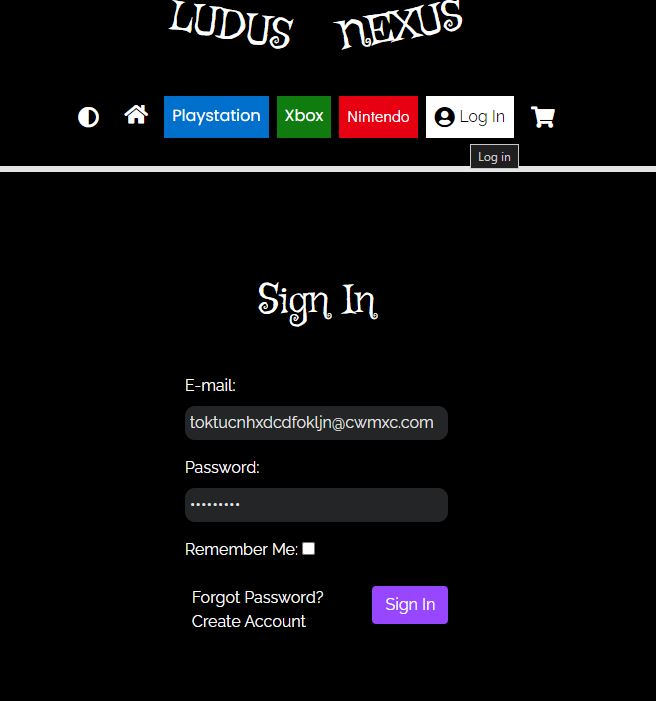 LUDUS NEXUS
Playstation Xbox Nintendo Log In
Log in
Sign In
E-mail:
toktucnhxdcdfokljn@cwmxc.com
Password:
•••••••••
Remember Me:
Forgot Password? Sign In
Create Account